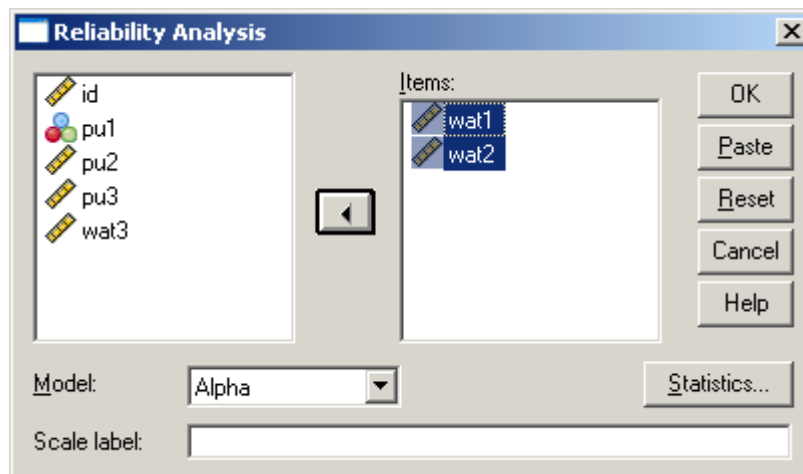 Reliability Analysis
id
pu1
pu2
pu3
wat3
Items:
wat1
wat2
OK
Paste
Reset
Cancel
Help
Model:
Alpha
Statistics...
Scale label: